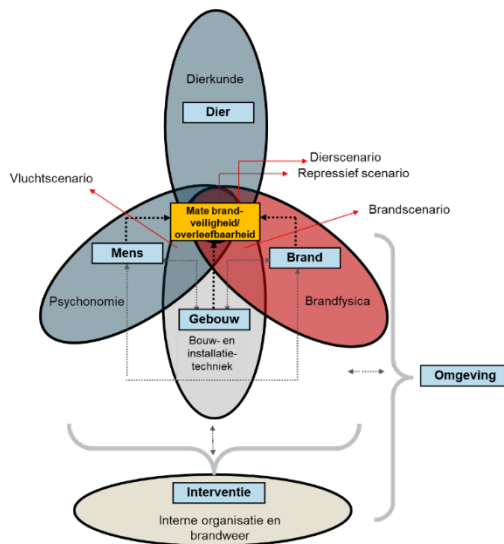 Dierkunde
Dier
Dierscenario
Repressief scenario
Vluchtscenario
Mate brand-
veiligheid/
overleefbaarheid
Brandscenario
Mens
Brand
Psychonomie
Brandfysica
Gebouw
Bouw- en
installatie-
techniek
Omgeving
Interventie
Interne organisatie en
brandweer